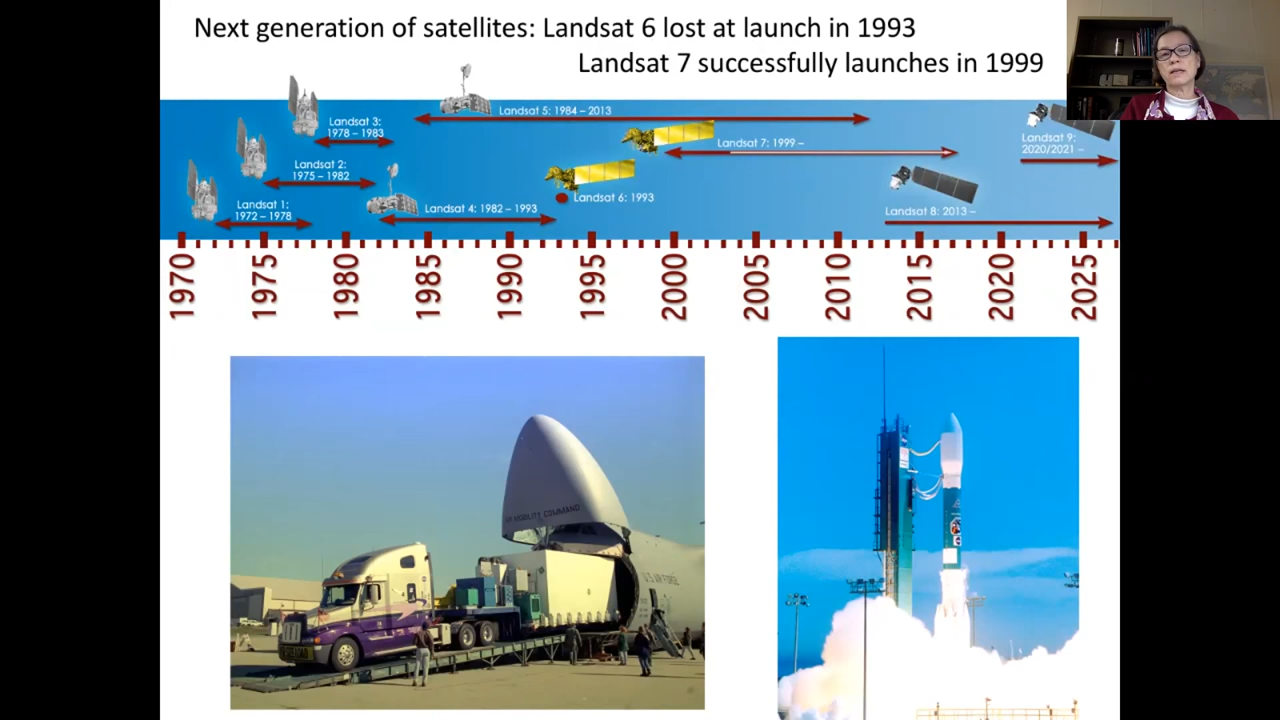 Next generation of satellites: Landsat 6 lost at launch in 1993
Landsat 7 successfully launches in 1999
Landsat 5: 1984 – 2013
Landsat 3:
1978 – 1983
Landsat 7: 1999 –
Landsat 9:
2020/2021 –
Landsat 2:
1975 – 1982
Landsat 6: 1993
Landsat 1:
1972 – 1978
Landsat 4: 1982 – 1993
Landsat 8: 2013 –
1970
1975
1980
1985
1990
1995
2000
2005
2010
2015
2020
2025
AIR MOBILITY COMMAND
U.S. AIR FORCE